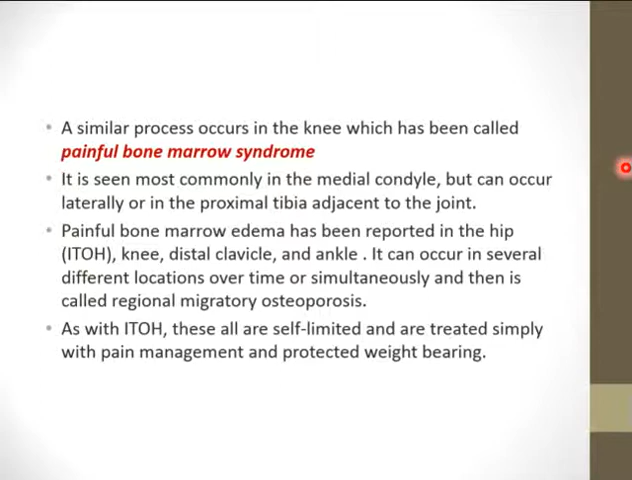 • A similar process occurs in the knee which has been called
painful bone marrow syndrome
• It is seen most commonly in the medial condyle, but can occur
laterally or in the proximal tibia adjacent to the joint.
• Painful bone marrow edema has been reported in the hip
(ITOH), knee, distal clavicle, and ankle . It can occur in several
different locations over time or simultaneously and then is
called regional migratory osteoporosis.
• As with ITOH, these all are self-limited and are treated simply
with pain management and protected weight bearing.